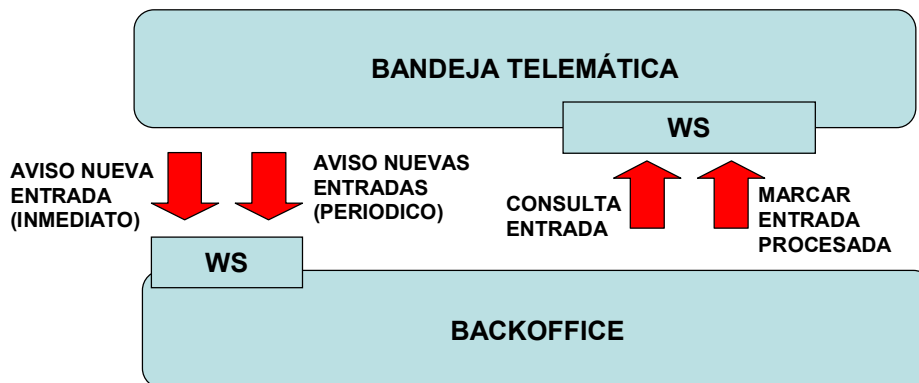 BANDEJA TELEMÁTICA
WS
AVISO NUEVA
ENTRADA
(INMEDIATO)
AVISO NUEVAS
ENTRADAS
(PERIODICO)
CONSULTA
ENTRADA
MARCAR
ENTRADA
PROCESADA
WS
BACKOFFICE